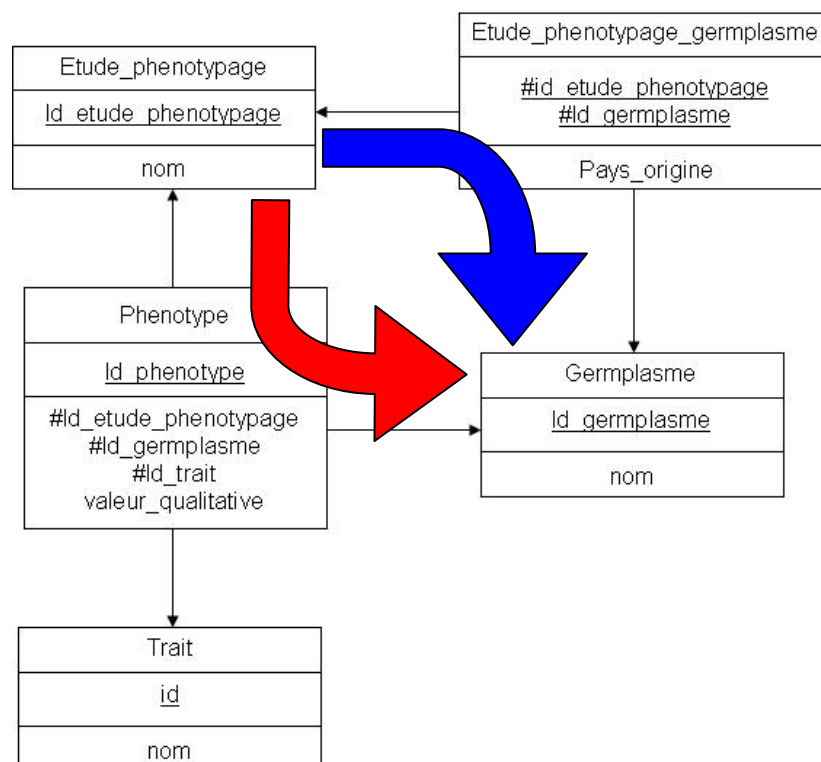 Etude_phenotypage
Id_etude_phenotypage
nom
Etude_phenotypage_germplasme
#id_etude_phenotypage
#Id_germplasme
Pays_origine
Phenotype
Id_phenotype
#Id_etude_phenotypage
#Id_germplasme
#Id_trait
valeur_qualitative
Germplasme
Id_germplasme
nom
Trait
id
nom